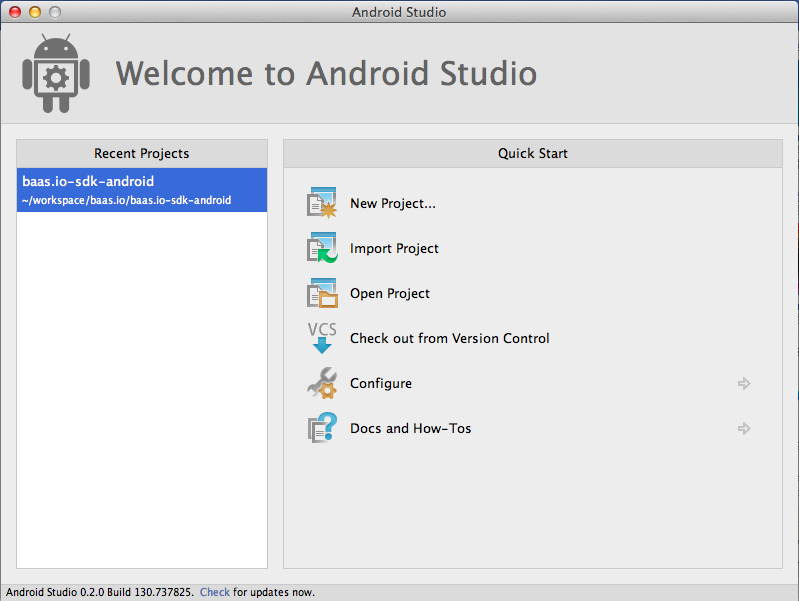 Android Studio
Welcome to Android Studio
Recent Projects
baas.io-sdk-android
~/workspace/baas.io/baas.io-sdk-android
Quick Start
New Project...
Import Project
Open Project
VCS
Check out from Version Control
Configure
Docs and How-Tos
Android Studio 0.2.0 Build 130.737825. Check for updates now.